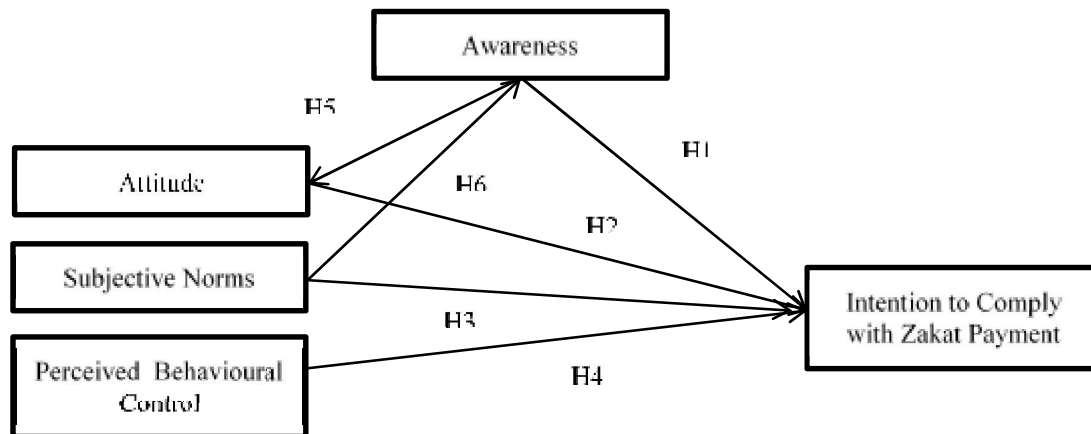 Awareness
H5
H1
Attitude
H6
H2
Subjective Norms
Intention to Comply
with Zakat Payment
H3
Perceived Behavioural
Control
H4